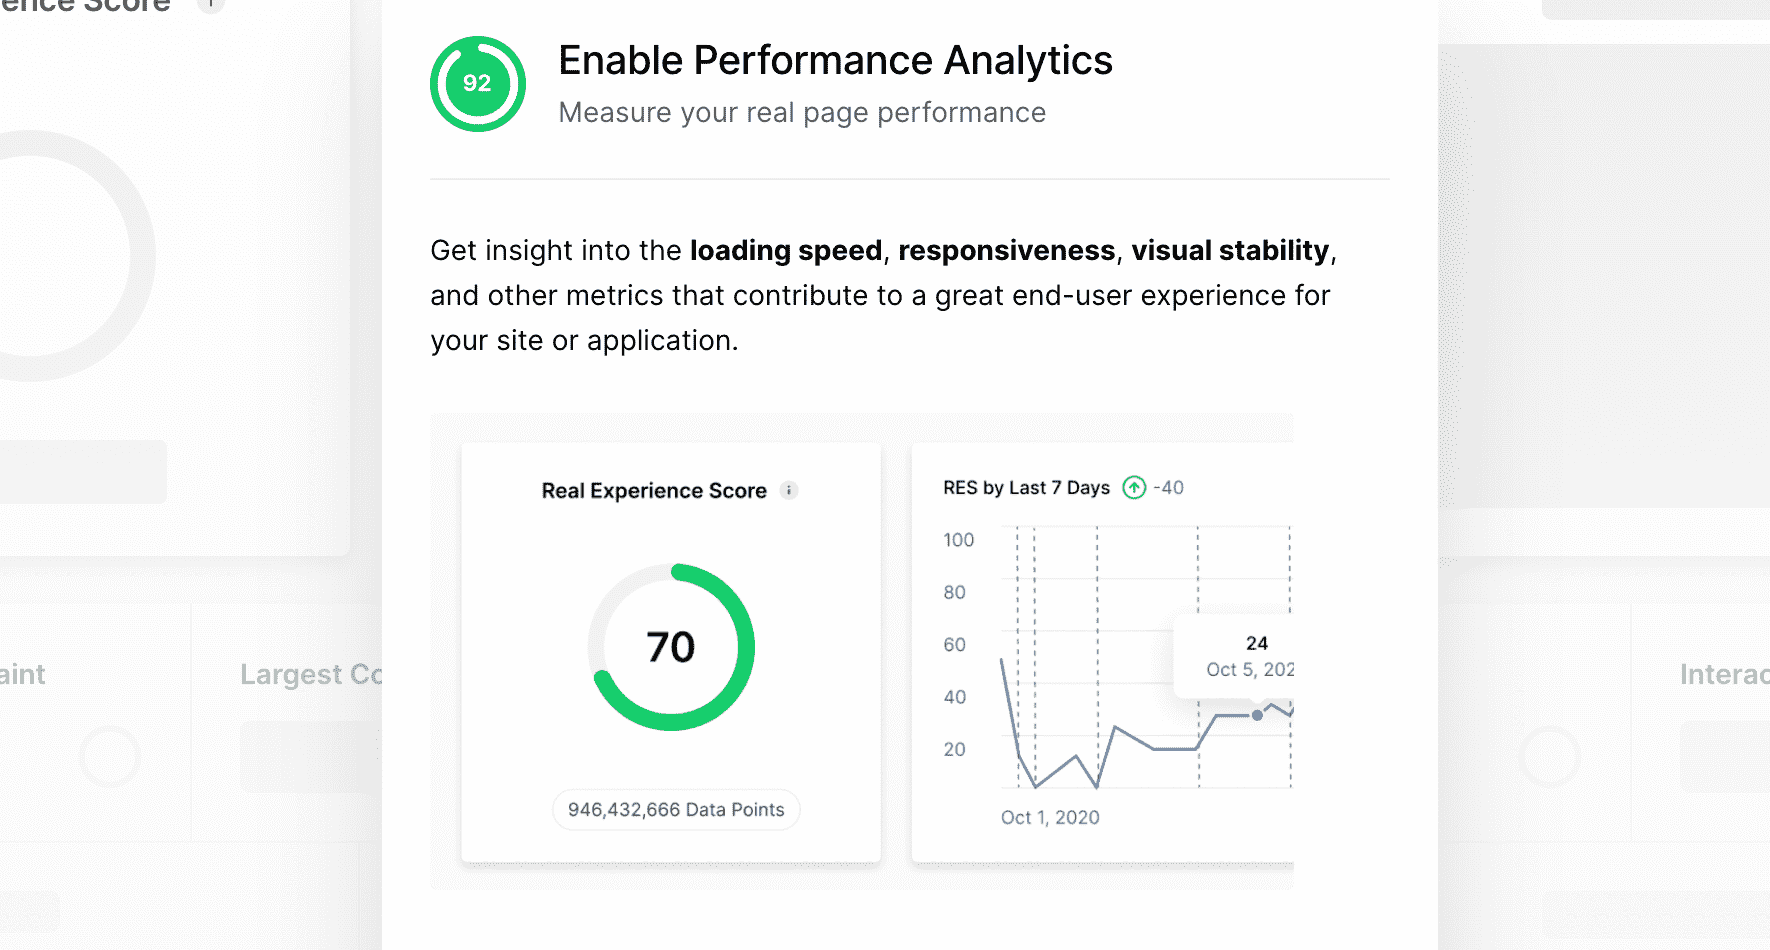 ence Score
92
Enable Performance Analytics
Measure your real page performance
Get insight into the loading speed, responsiveness, visual stability,
and other metrics that contribute to a great end-user experience for
your site or application.
Real Experience Score i
70
946,432,666 Data Points
RES by Last 7 Days -40
100
80
60
40
20
24
Oct 5, 202
Oct 1, 2020
aint
Largest Co
Interac